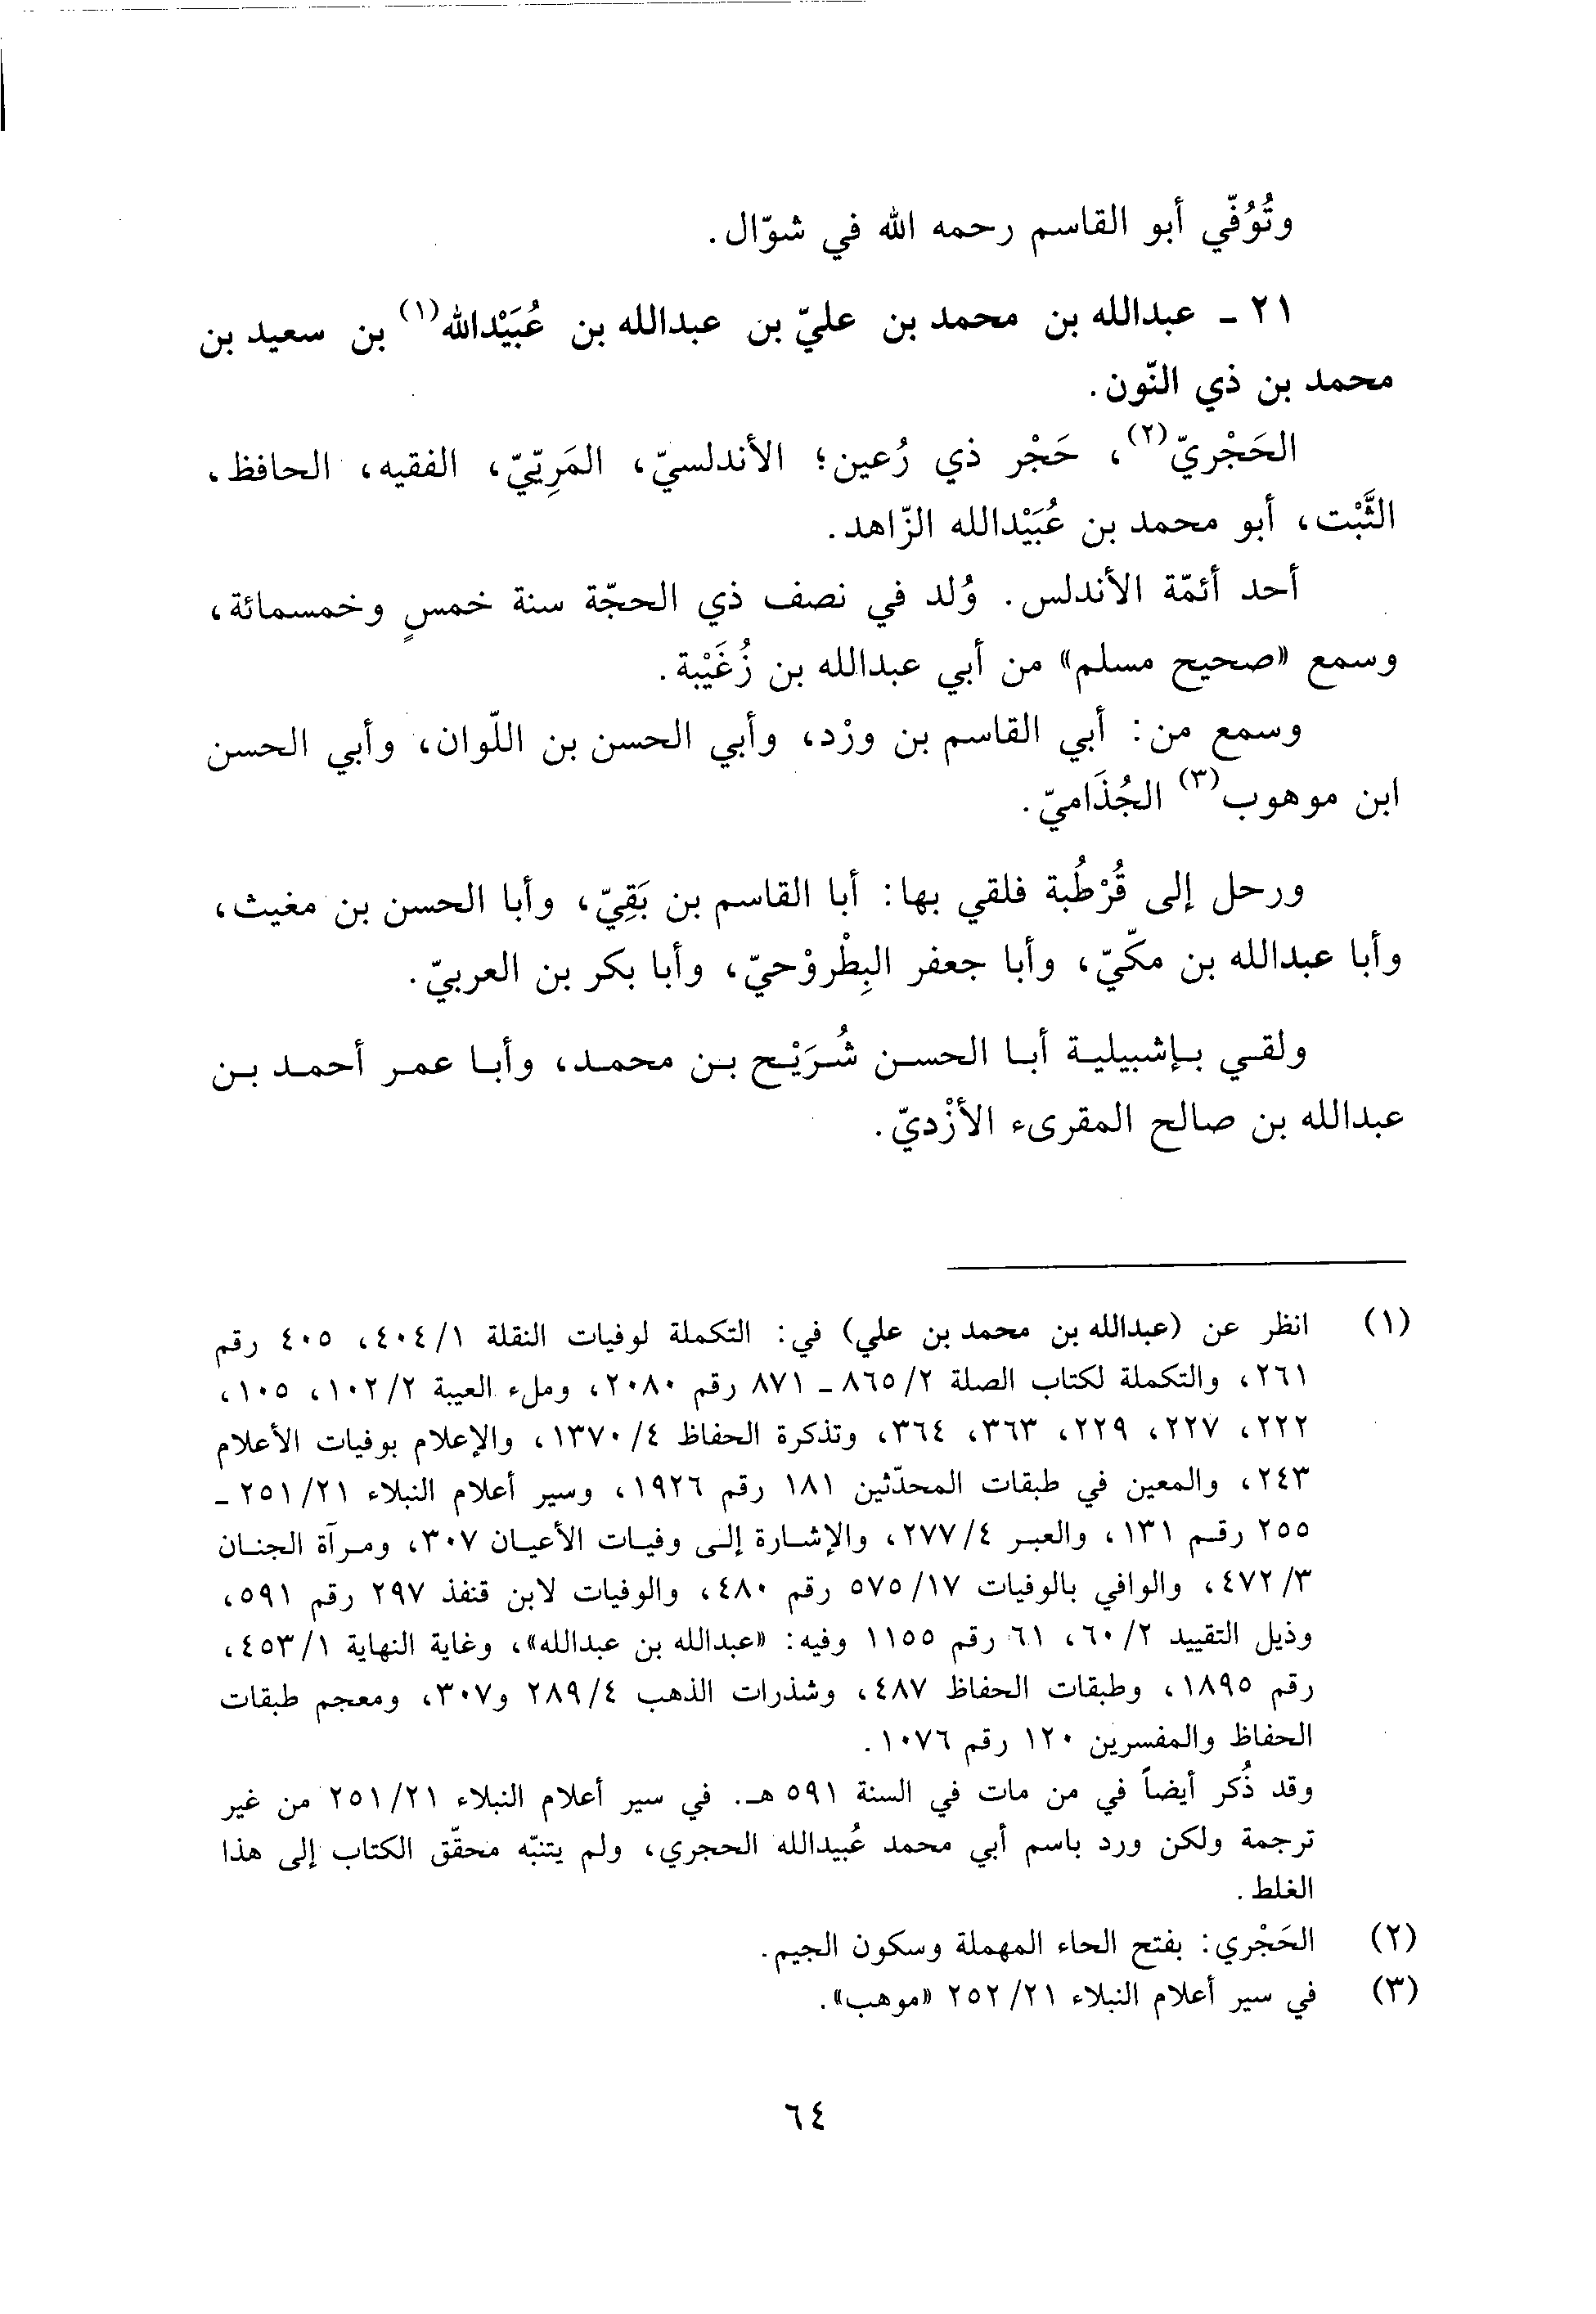 وتُوُفّي أبو القاسم رحمه الله في شوّال.
٢١ ـ عبدالله بن محمد بن عليّ بن عبدالله بن عُبَيْدالله(١) بن سعيد بن
محمد بن ذي النّون.
الحَجْريّ(٢)، حَجْر ذي رُعين؛ الأندلسيّ، المَرِيّيّ، الفقيه، الحافظ،
الثَّبْت، أبو محمد بن عُبَيْدالله الزّاهد.
أحد أئمّة الأندلس. وُلد في نصف ذي الحجّة سنة خمسٍ وخمسمائة،
وسمع «صحيح مسلم» من أبي عبدالله بن زُغَيْبة.
وسمع من: أبي القاسم بن ورْد، وأبي الحسن بن اللّوان، وأبي الحسن
ابن موهوب(٣) الجُذَاميّ.
ورحل إلى قُرْطُبة فلقي بها: أبا القاسم بن بَقِيّ، وأبا الحسن بن مغيث،
وأبا عبدالله بن مكّيّ، وأبا جعفر البِطْروْحيّ، وأبا بكر بن العربيّ.
ولقي بإشبيلية أبا الحسن شُرَيْح بن محمد، وأبا عمر أحمد بن
عبدالله بن صالح المقرىء الأزْديّ.
(١) انظر عن (عبدالله بن محمد بن علي) في: التكملة لوفيات النقلة ٤٠٤/١، ٤٠٥ رقم
٢٦١، والتكملة لكتاب الصلة ٨٦٥/٢ ـ ٨٧١ رقم ٢٠٨٠، وملء العيبة ١٠٢/٢، ١٠٥،
٢٢٢، ٢٢٧، ٢٢٩، ٣٦٣، ٣٦٤، وتذكرة الحفاظ ١٣٧٠/٤، والإعلام بوفيات الأعلام
٢٤٣، والمعين في طبقات المحدّثين ١٨١ رقم ١٩٢٦، وسير أعلام النبلاء ٢٥١/٢١ ـ
٢٥٥ رقم ١٣١، والعبر ٢٧٧/٤، والإشارة إلى وفيات الأعيان ٣٠٧، ومرآة الجنان
٤٧٢/٣، والوافي بالوفيات ٥٧٥/١٧ رقم ٤٨٠، والوفيات لابن قنفذ ٢٩٧ رقم ٥٩١،
وذيل التقييد ٦٠/٢، ٦١ رقم ١١٥٥ وفيه: «عبدالله بن عبدالله»، وغاية النهاية ٤٥٣/١،
رقم ١٨٩٥، وطبقات الحفاظ ٤٨٧، وشذرات الذهب ٢٨٩/٤ و٣٠٧، ومعجم طبقات
الحفاظ والمفسرين ١٢٠ رقم ١٠٧٦.
وقد ذُكر أيضاً في من مات في السنة ٥٩١ هـ. في سير أعلام النبلاء ٢٥١/٢١ من غير
ترجمة ولكن ورد باسم أبي محمد عُبيدالله الحجري، ولم يتنبّه محقّق الكتاب إلى هذا
الغلط.
(٢) الحَجْري: بفتح الحاء المهملة وسكون الجيم.
(٣) في سير أعلام النبلاء ٢٥٢/٢١ «موهب».
٦٤